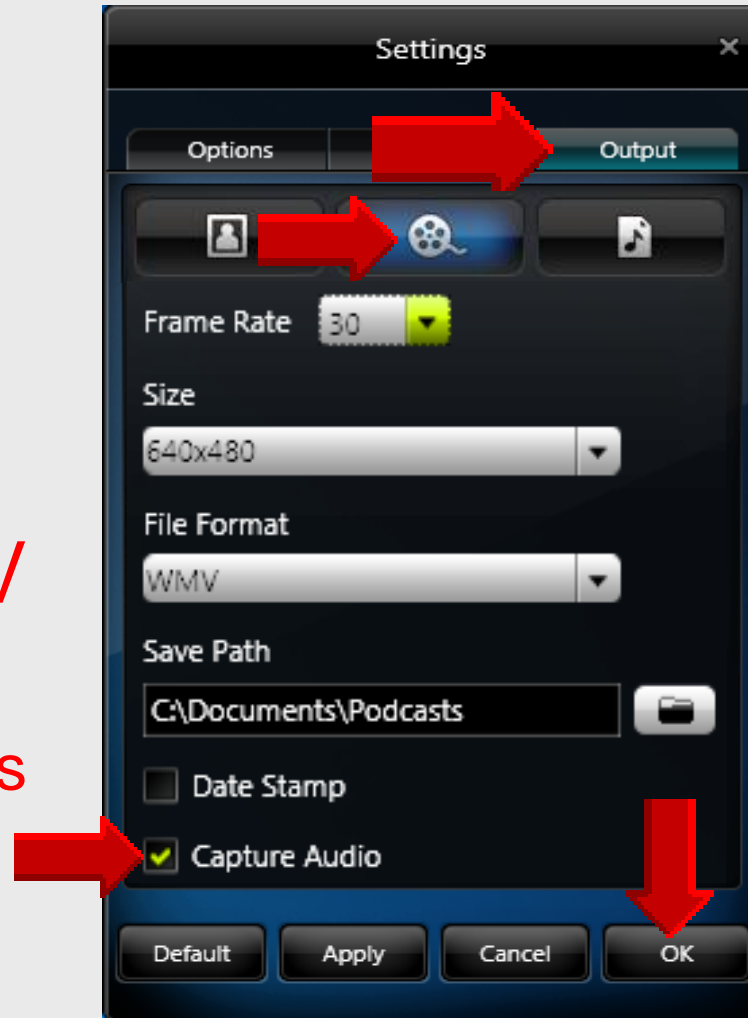 Settings
Options
Output
Frame Rate 30
Size
640x480
File Format
WMV
/
Save Path
C:\Documents\Podcasts
s
Date Stamp
Capture Audio
Default Apply Cancel OK